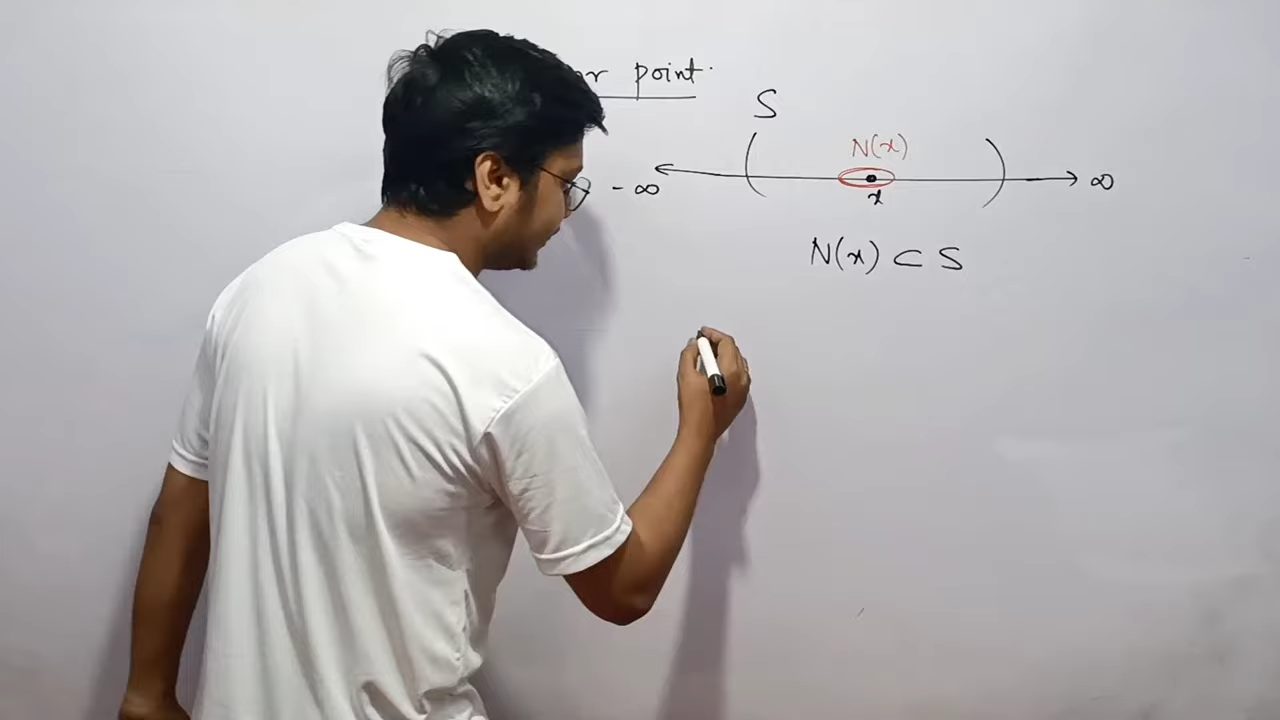 point.
S
N(x)
-∞ ∞
x
N(x) ⊂ S